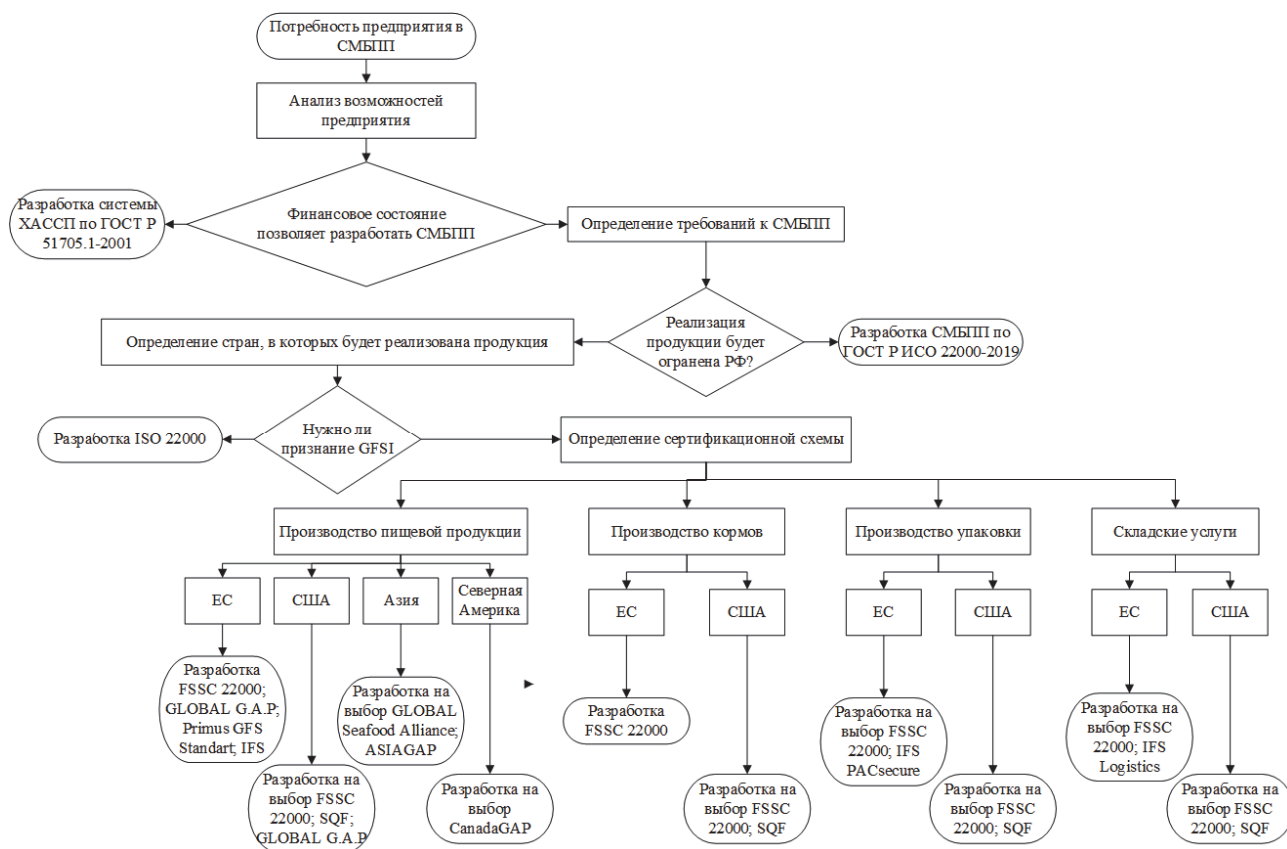 Потребность предприятия в
СМБПП
Анализ возможностей
предприятия
Финансовое состояние
позволяет разработать СМБПП
Разработка системы
ХАССП по ГОСТ Р
51705.1-2001
Определение требований к СМБПП
Реализация
продукции будет
огранена РФ?
Разработка СМБПП по
ГОСТ Р ИСО 22000-2019
Определение стран, в которых будет реализована продукция
Нужно ли
признание GFSI
Разработка ISO 22000
Определение сертификационной схемы
Производство пищевой продукции
Производство кормов
Производство упаковки
Складские услуги
ЕС
США
Азия
Северная
Америка
ЕС
США
ЕС
США
ЕС
США
Разработка
FSSC 22000;
GLOBAL G.A.P;
Primus GFS
Standart; IFS
Разработка на
выбор FSSC
22000; SQF;
GLOBAL G.A.P
Разработка на
выбор GLOBAL
Seafood Alliance;
ASIAGAP
Разработка на
выбор
CanadaGAP
Разработка
FSSC 22000
Разработка на
выбор FSSC
22000; SQF
Разработка на
выбор FSSC
22000; IFS
PACsecure
Разработка на
выбор FSSC
22000; SQF
Разработка на
выбор FSSC
22000; IFS
Logistics
Разработка на
выбор FSSC
22000; SQF